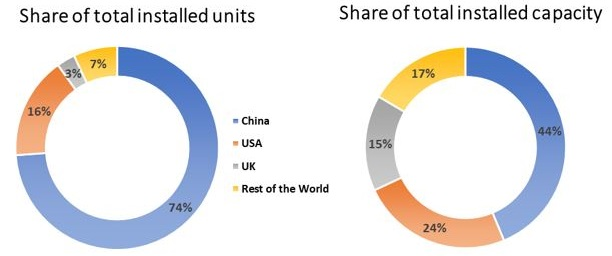 Share of total installed units
Share of total installed capacity
7%
3%
16%
74%
China
USA
UK
Rest of the World
17%
44%
15%
24%